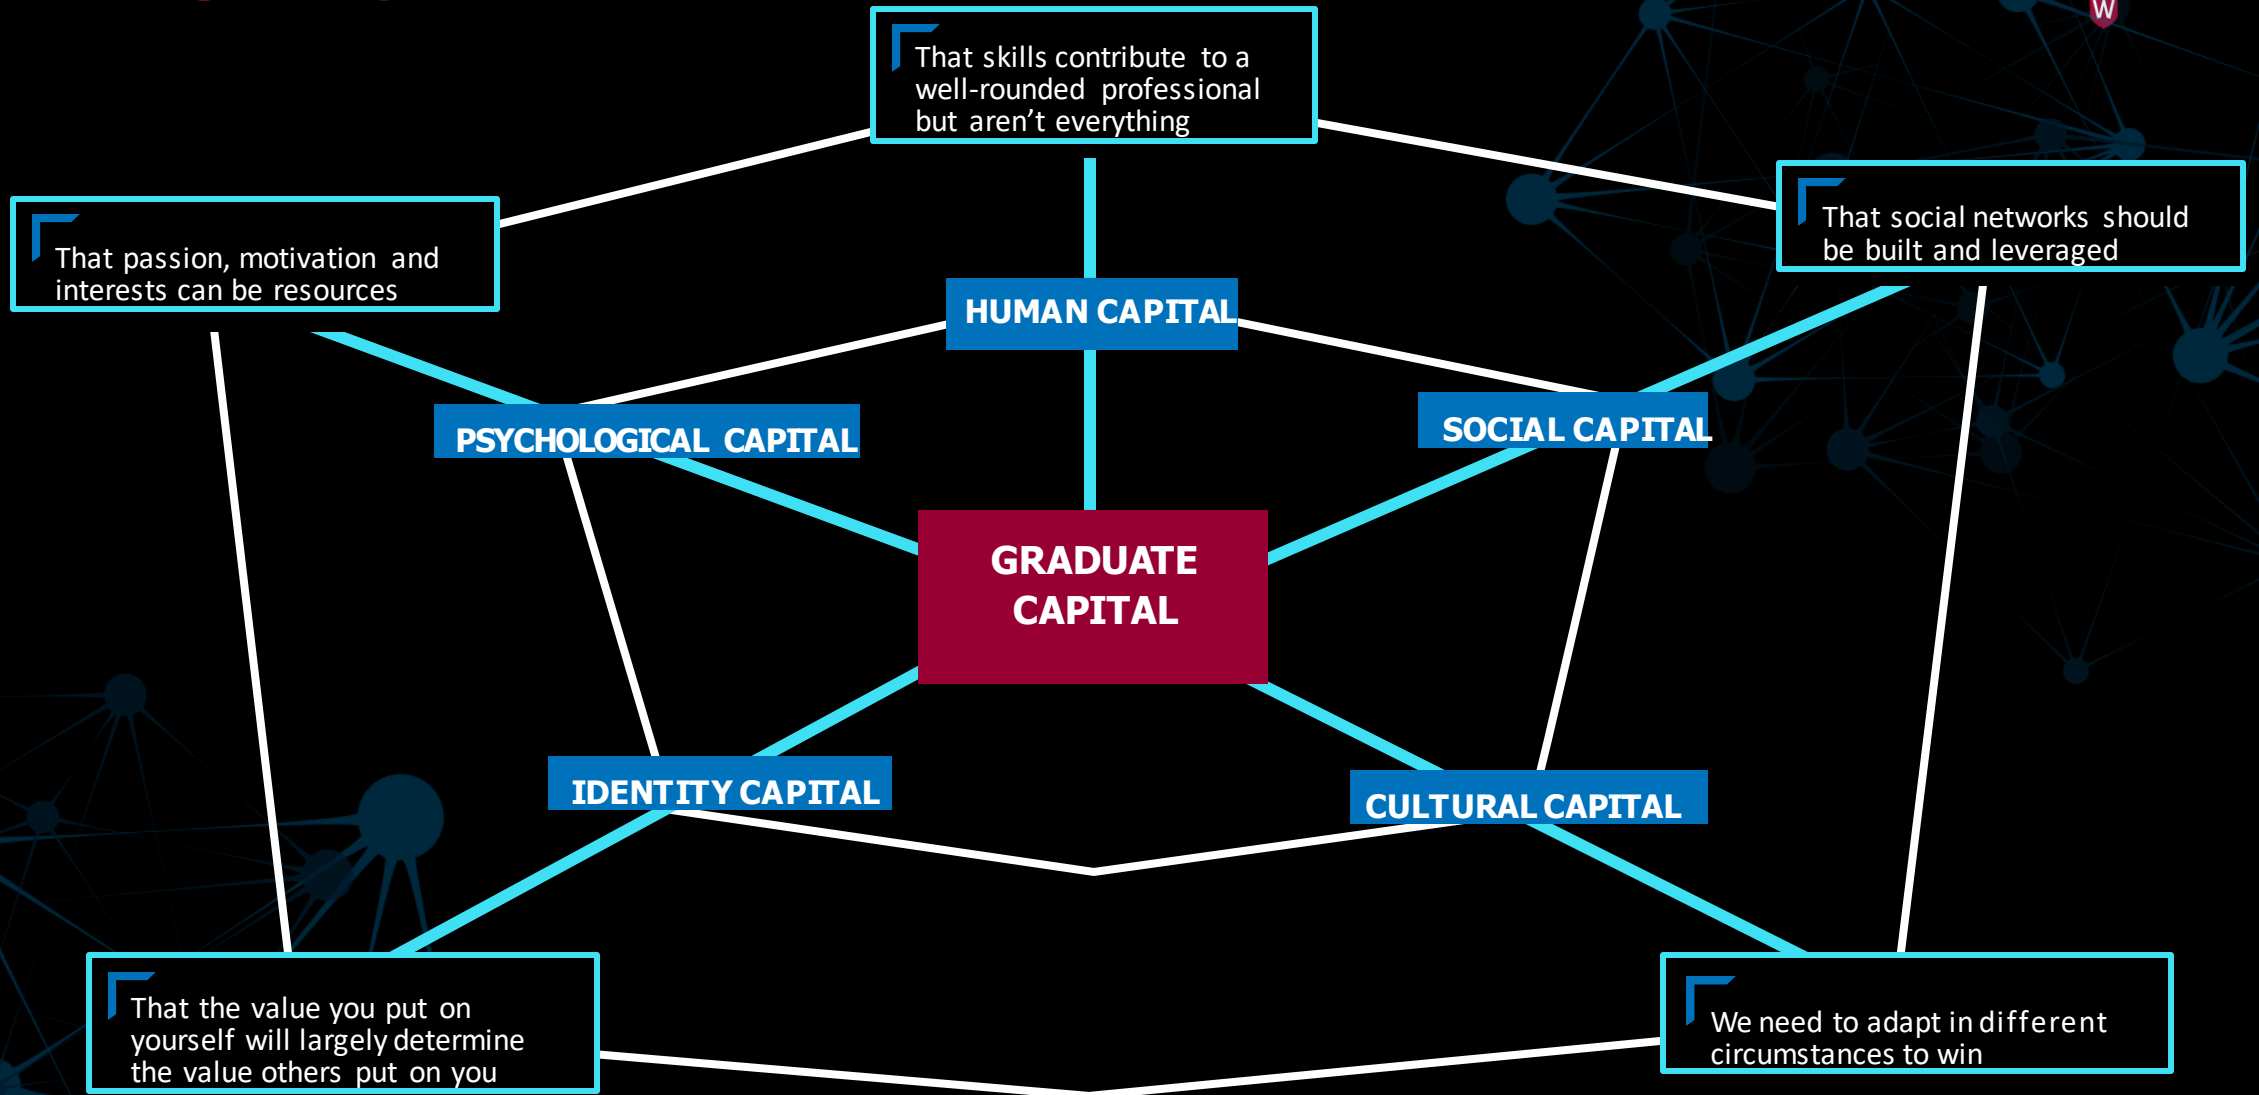 W
That skills contribute to a
well-rounded professional
but aren't everything
That passion, motivation and
interests can be resources
That social networks should
be built and leveraged
HUMAN CAPITAL
PSYCHOLOGICAL CAPITAL
SOCIAL CAPITAL
GRADUATE
CAPITAL
IDENTITY CAPITAL
CULTURAL CAPITAL
That the value you put on
yourself will largely determine
the value others put on you
We need to adapt in different
circumstances to win